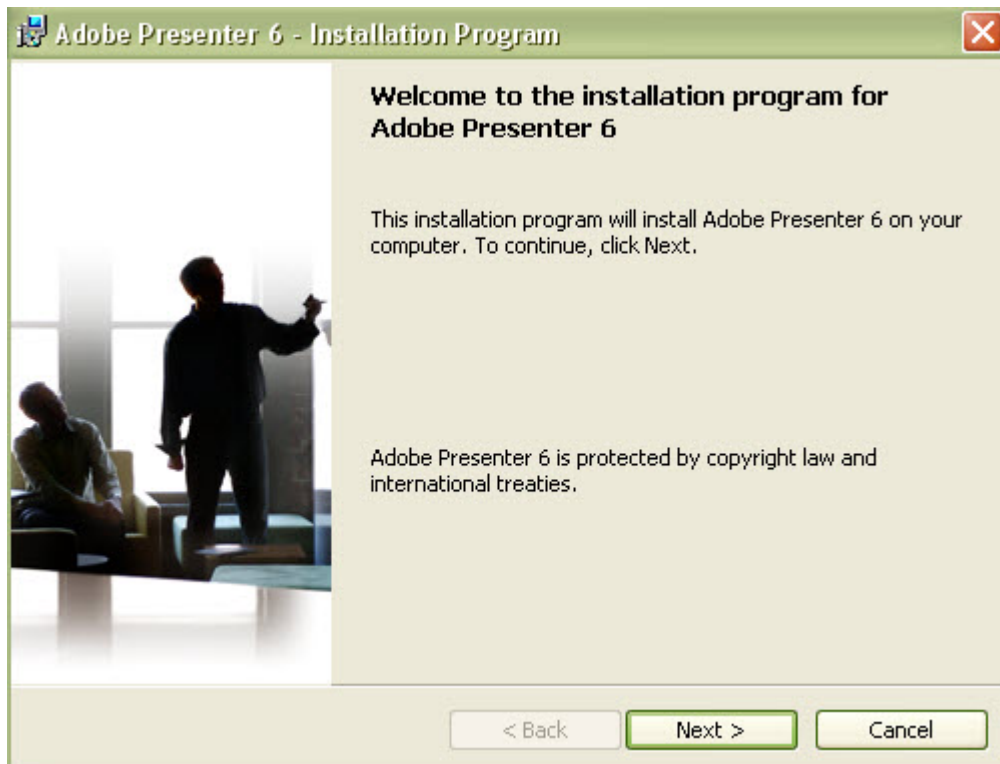 Adobe Presenter 6 - Installation Program
Welcome to the installation program for
Adobe Presenter 6
This installation program will install Adobe Presenter 6 on your
computer. To continue, click Next.
Adobe Presenter 6 is protected by copyright law and
international treaties.
< Back Next > Cancel